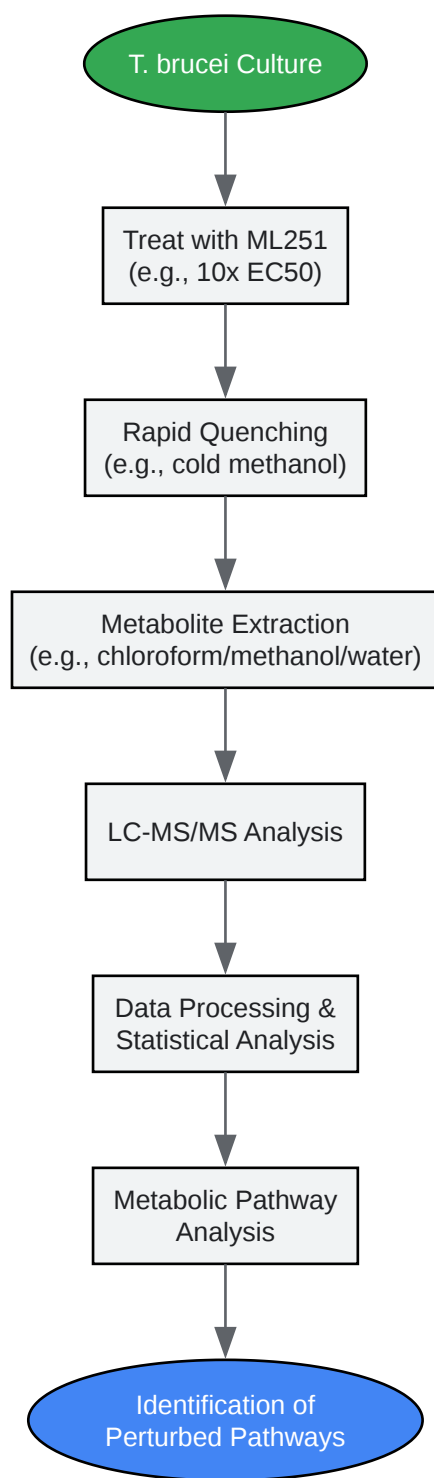 T. brucei Culture
Treat with ML251
(e.g., 10x EC50)
Rapid Quenching
(e.g., cold methanol)
Metabolite Extraction
(e.g., chloroform/methanol/water)
LC-MS/MS Analysis
Data Processing &
Statistical Analysis
Metabolic Pathway
Analysis
Identification of
Perturbed Pathways